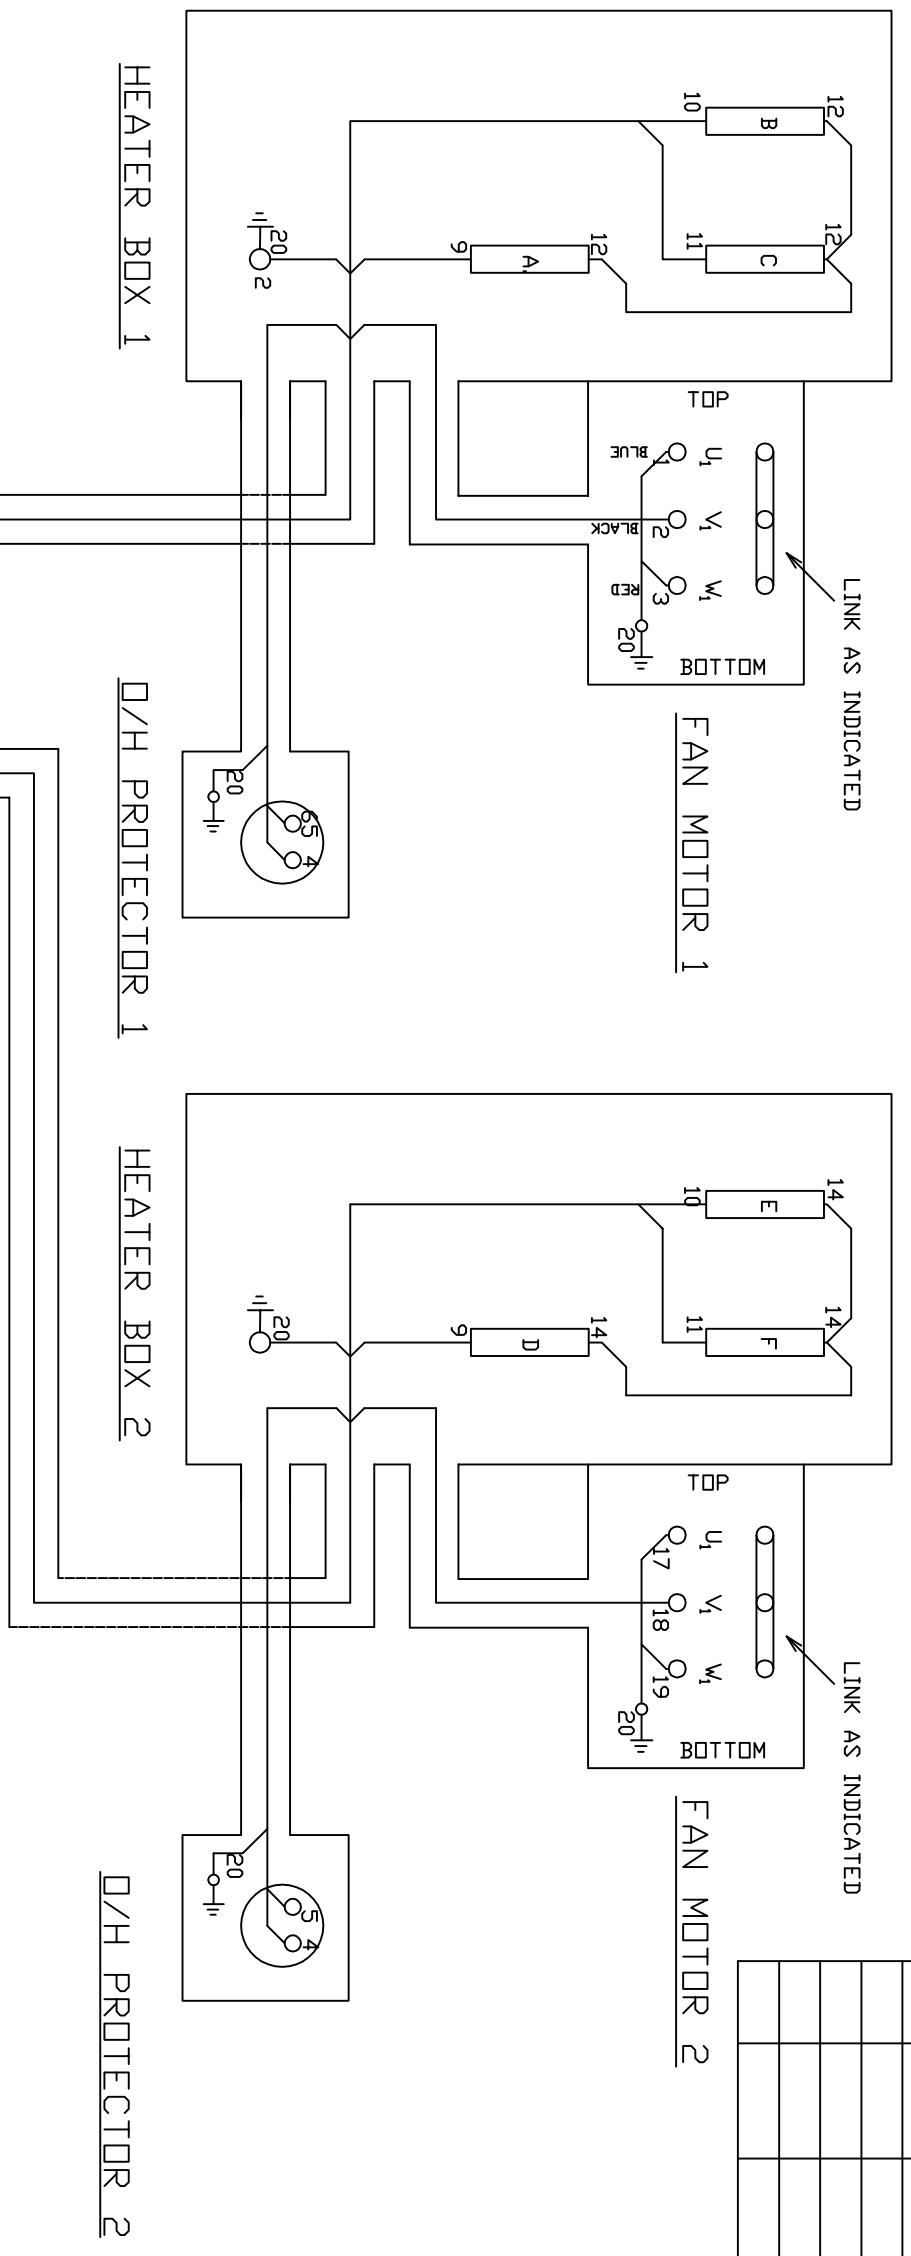 LINK AS INDICATED
12
B
10
12
C
11
12
A
9
20
2
TOP
U1
V1
W1
1
2
3
BLUE
BLACK
RED
20
BOTTOM
FAN MOTOR 1
65
4
20
HEATER BOX 1
O/H PROTECTOR 1
LINK AS INDICATED
14
E
10
14
F
11
14
D
9
20
TOP
U1
V1
W1
17
18
19
20
BOTTOM
FAN MOTOR 2
5
4
20
HEATER BOX 2
O/H PROTECTOR 2